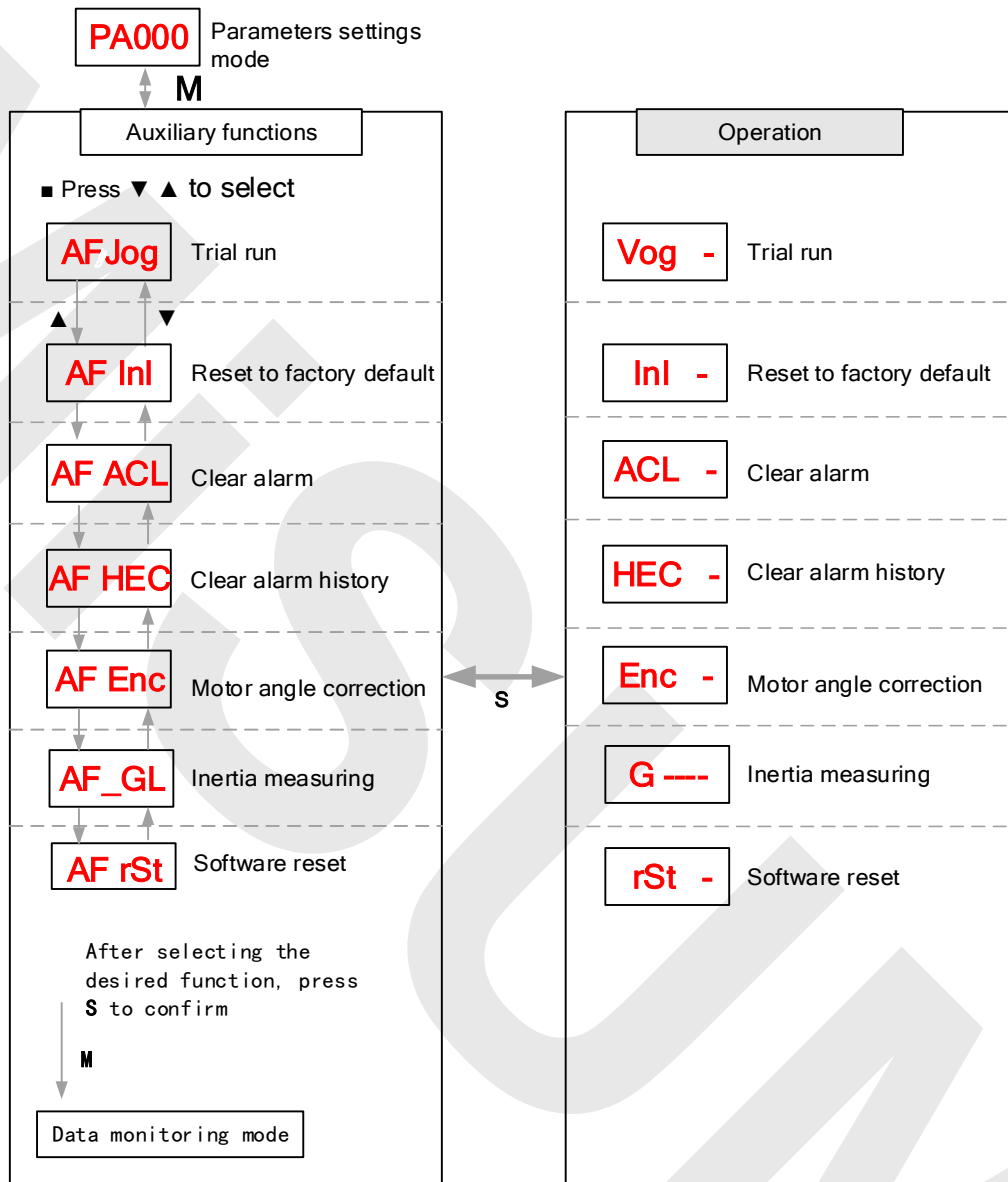 PA000 Parameters settings
mode
M
Auxiliary functions
■ Press ▼ ▲ to select
AFJog Trial run
▲ ▼
AF InI Reset to factory default
AF ACL Clear alarm
AF HEC Clear alarm history
AF Enc Motor angle correction
AF_GL Inertia measuring
AF rSt Software reset
After selecting the
desired function, press
S to confirm
M
Data monitoring mode
S
Operation
Vog - Trial run
InI - Reset to factory default
ACL - Clear alarm
HEC - Clear alarm history
Enc - Motor angle correction
G ---- Inertia measuring
rSt - Software reset
MiSUM